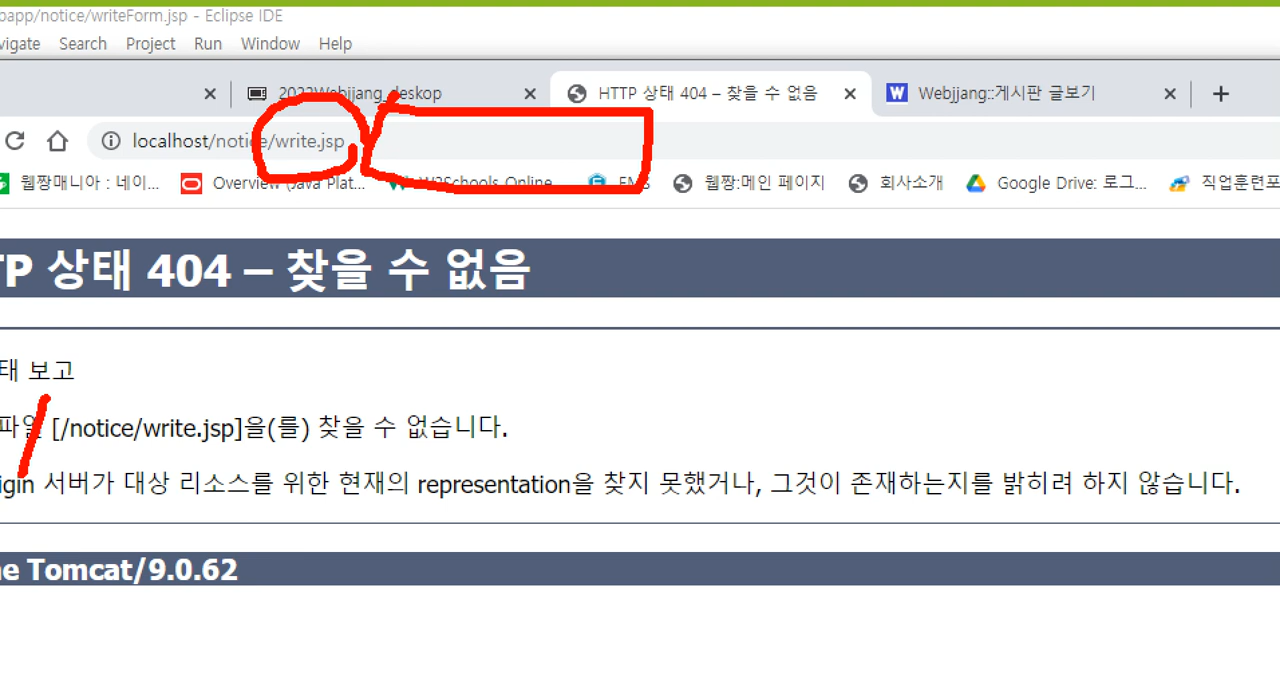 bapp/notice/writeForm.jsp - Eclipse IDE
vigate Search Project Run Window Help
2022Webjjang_deskop HTTP 상태 404 – 찾을 수 없음 Webjjang::게시판 글보기
localhost/notice/write.jsp
웹짱매니아 : 네이... Overview (Java Plat... W3Schools Online 웹짱:메인 페이지 회사소개 Google Drive: 로그... 직업훈련포
TP 상태 404 – 찾을 수 없음
태 보고
파일 [/notice/write.jsp]을(를) 찾을 수 없습니다.
igin 서버가 대상 리소스를 위한 현재의 representation을 찾지 못했거나, 그것이 존재하는지를 밝히려 하지 않습니다.
he Tomcat/9.0.62